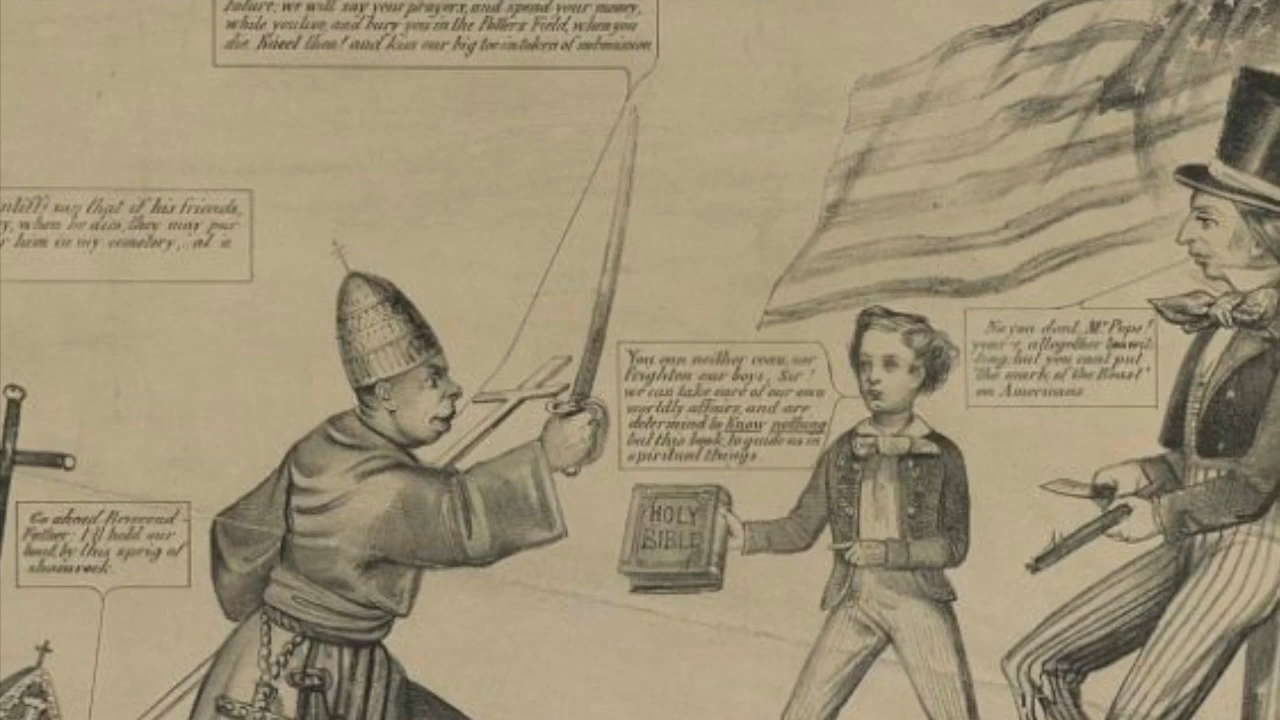 future; we will say your prayers, and spend your money,
while you live, and bury you in the Potters Field, when you
die. Kneel then! and kiss our big toe in token of submission
say that if his friends,
when he dies, they may pur
him in my cemetery, at a
You can neither coax, nor
frighten our boys, Sir!
we can take care of our own
worldly affairs, and are
determined to Know nothing
but this book, to guide us in
spiritual things.
No you dont, Mr Pope!
you're altogether
but you cant put
'the mark of the Beast'
on Americans
HOLY
BIBLE
Go ahead Reverend
Father, I'll hold our
boat by this sprig of
shamrock.